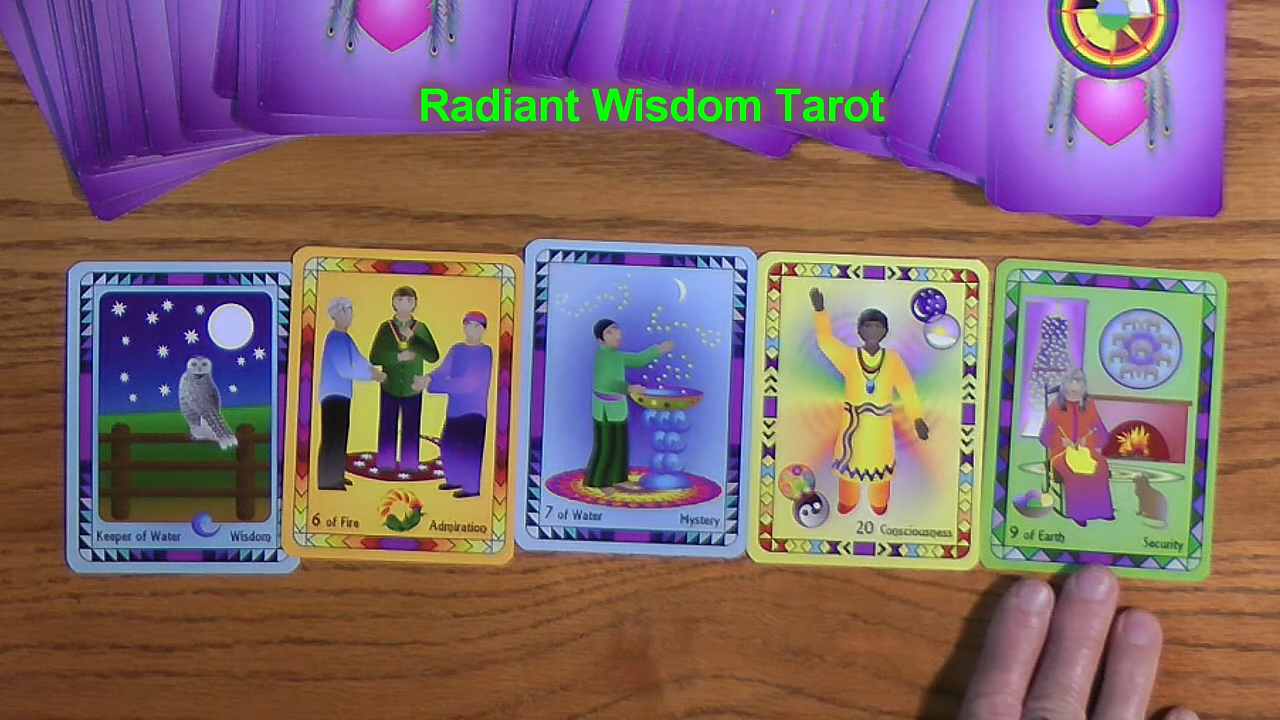 Radiant Wisdom Tarot
Keeper of Water Wisdom
6 of Fire Admiration
7 of Water Mystery
20 Consciousness
9 of Earth Security